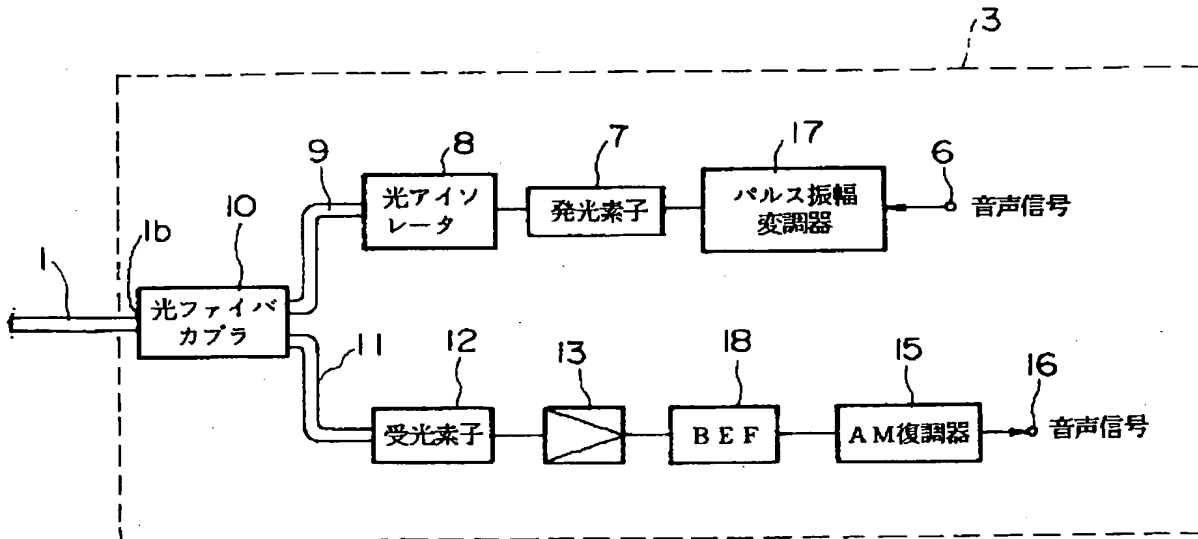 3
17
6
8
7
9
光アイソ
レータ
発光素子
パルス振幅
変調器
音声信号
10
1b
1
光ファイバ
カプラ
11
12
13
18
15
16
受光素子
BEF
AM復調器
音声信号